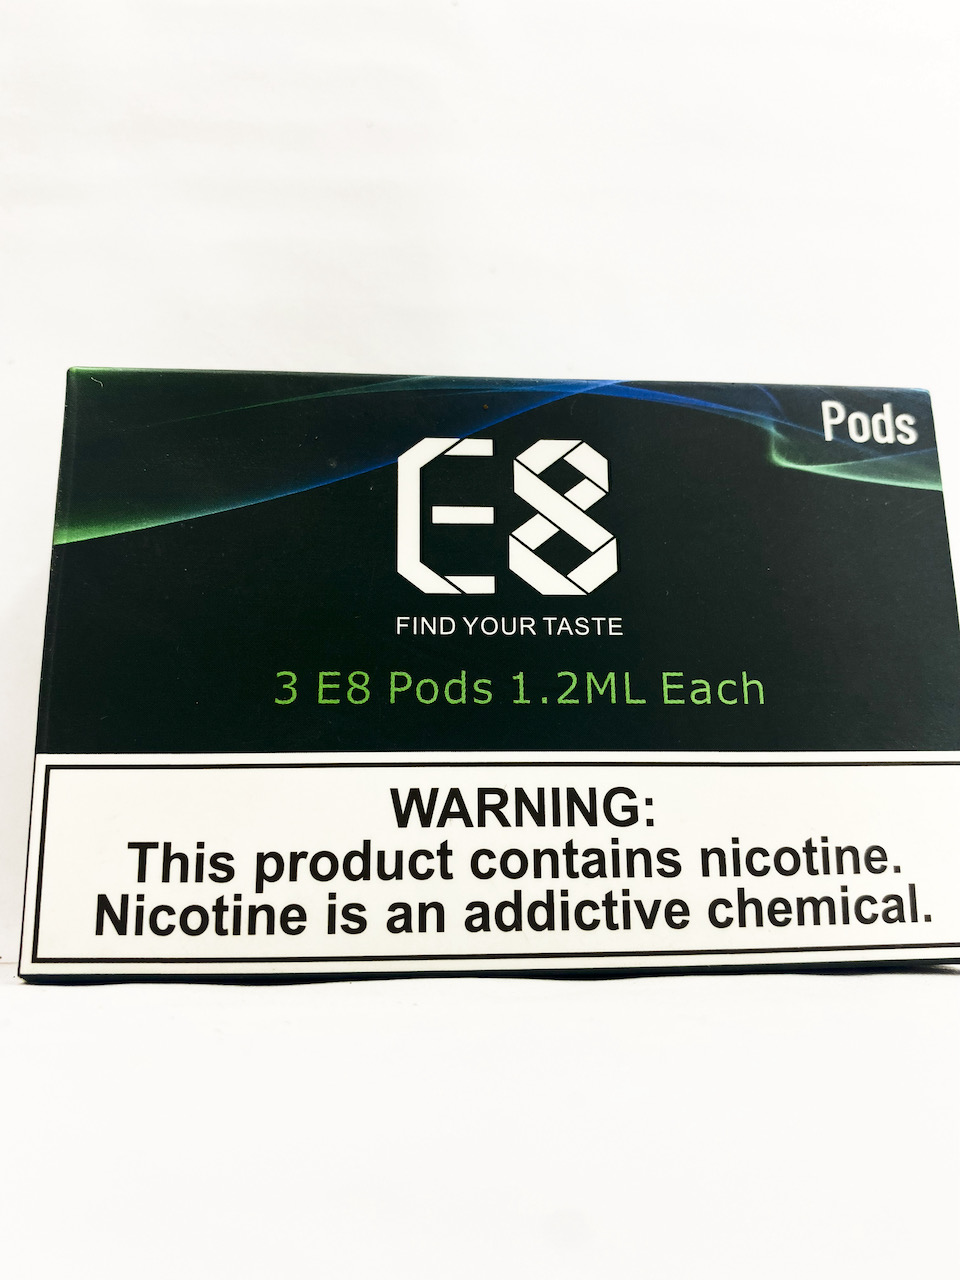 Pods
E8
FIND YOUR TASTE
3 E8 Pods 1.2ML Each
WARNING:
This product contains nicotine.
Nicotine is an addictive chemical.